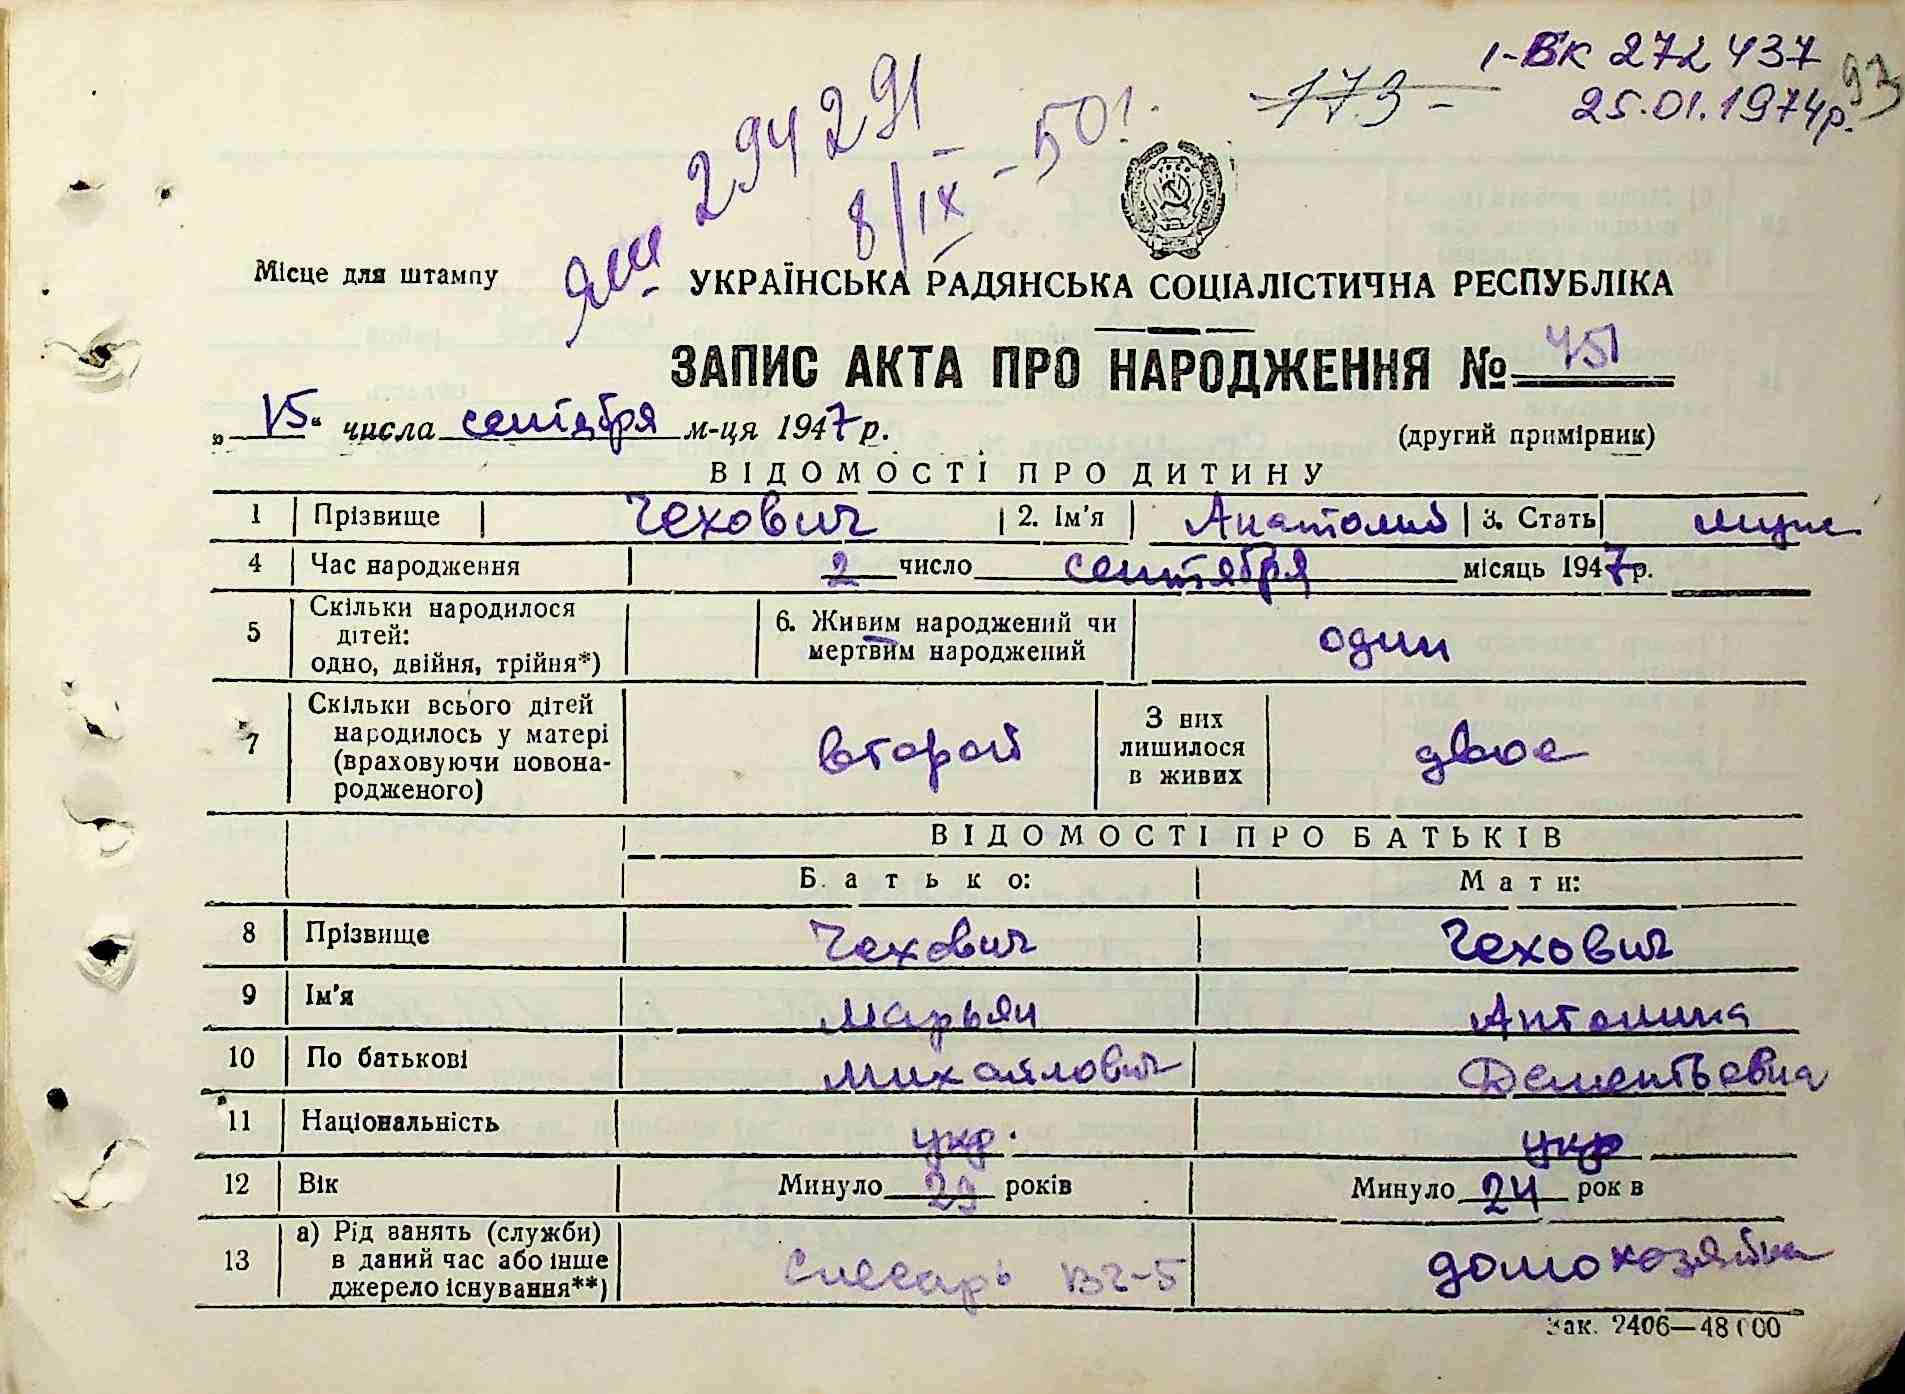 1-ВК 272437
93
173 -
25.01.1974р.
ЯШ 294291
8/IX - 50г.
Місце для штампу
УКРАЇНСЬКА РАДЯНСЬКА СОЦІАЛІСТИЧНА РЕСПУБЛІКА
ЗАПИС АКТА ПРО НАРОДЖЕННЯ № 451
„15“ числа сентября м-ця 1947 р.
(другий примірник)
ВІДОМОСТІ ПРО ДИТИНУ
1 Прізвище Чехович 2. Ім'я Анатолий 3. Стать муж
4 Час народження 2 число сентября місяць 1947р.
5 Скільки народилося дітей: одно, двійня, трійня*) 6. Живим народжений чи мертвим народжений один
7 Скільки всього дітей народилось у матері (враховуючи новонародженого) второй З них лишилося в живих двое
ВІДОМОСТІ ПРО БАТЬКІВ
Батько: Мати:
8 Прізвище Чехович Чехович
9 Ім'я Марьян Антонина
10 По батькові Михайлович Дементьевна
11 Національність укр. укр
12 Вік Минуло 29 років Минуло 24 рок в
13 а) Рід занять (служби) в даний час або інше джерело існування**) Слесарь ВЧ-5 домохозяйка
Зак. 2406—48000